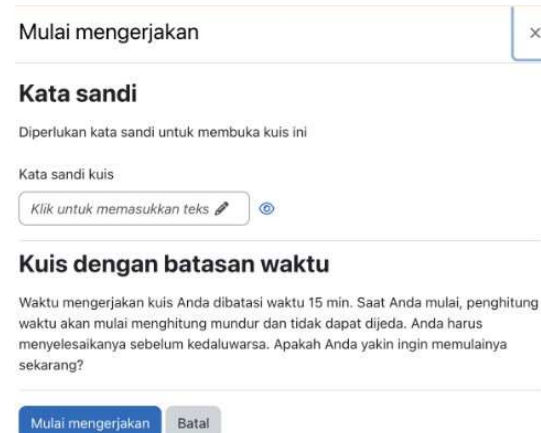 Mulai mengerjakan
Kata sandi
Diperlukan kata sandi untuk membuka kuis ini
Kata sandi kuis
Klik untuk memasukkan teks
Kuis dengan batasan waktu
Waktu mengerjakan kuis Anda dibatasi waktu 15 min. Saat Anda mulai, penghitung
waktu akan mulai menghitung mundur dan tidak dapat dijeda. Anda harus
menyelesaikanya sebelum kedaluwarsa. Apakah Anda yakin ingin memulainya
sekarang?
Mulai mengerjakan Batal